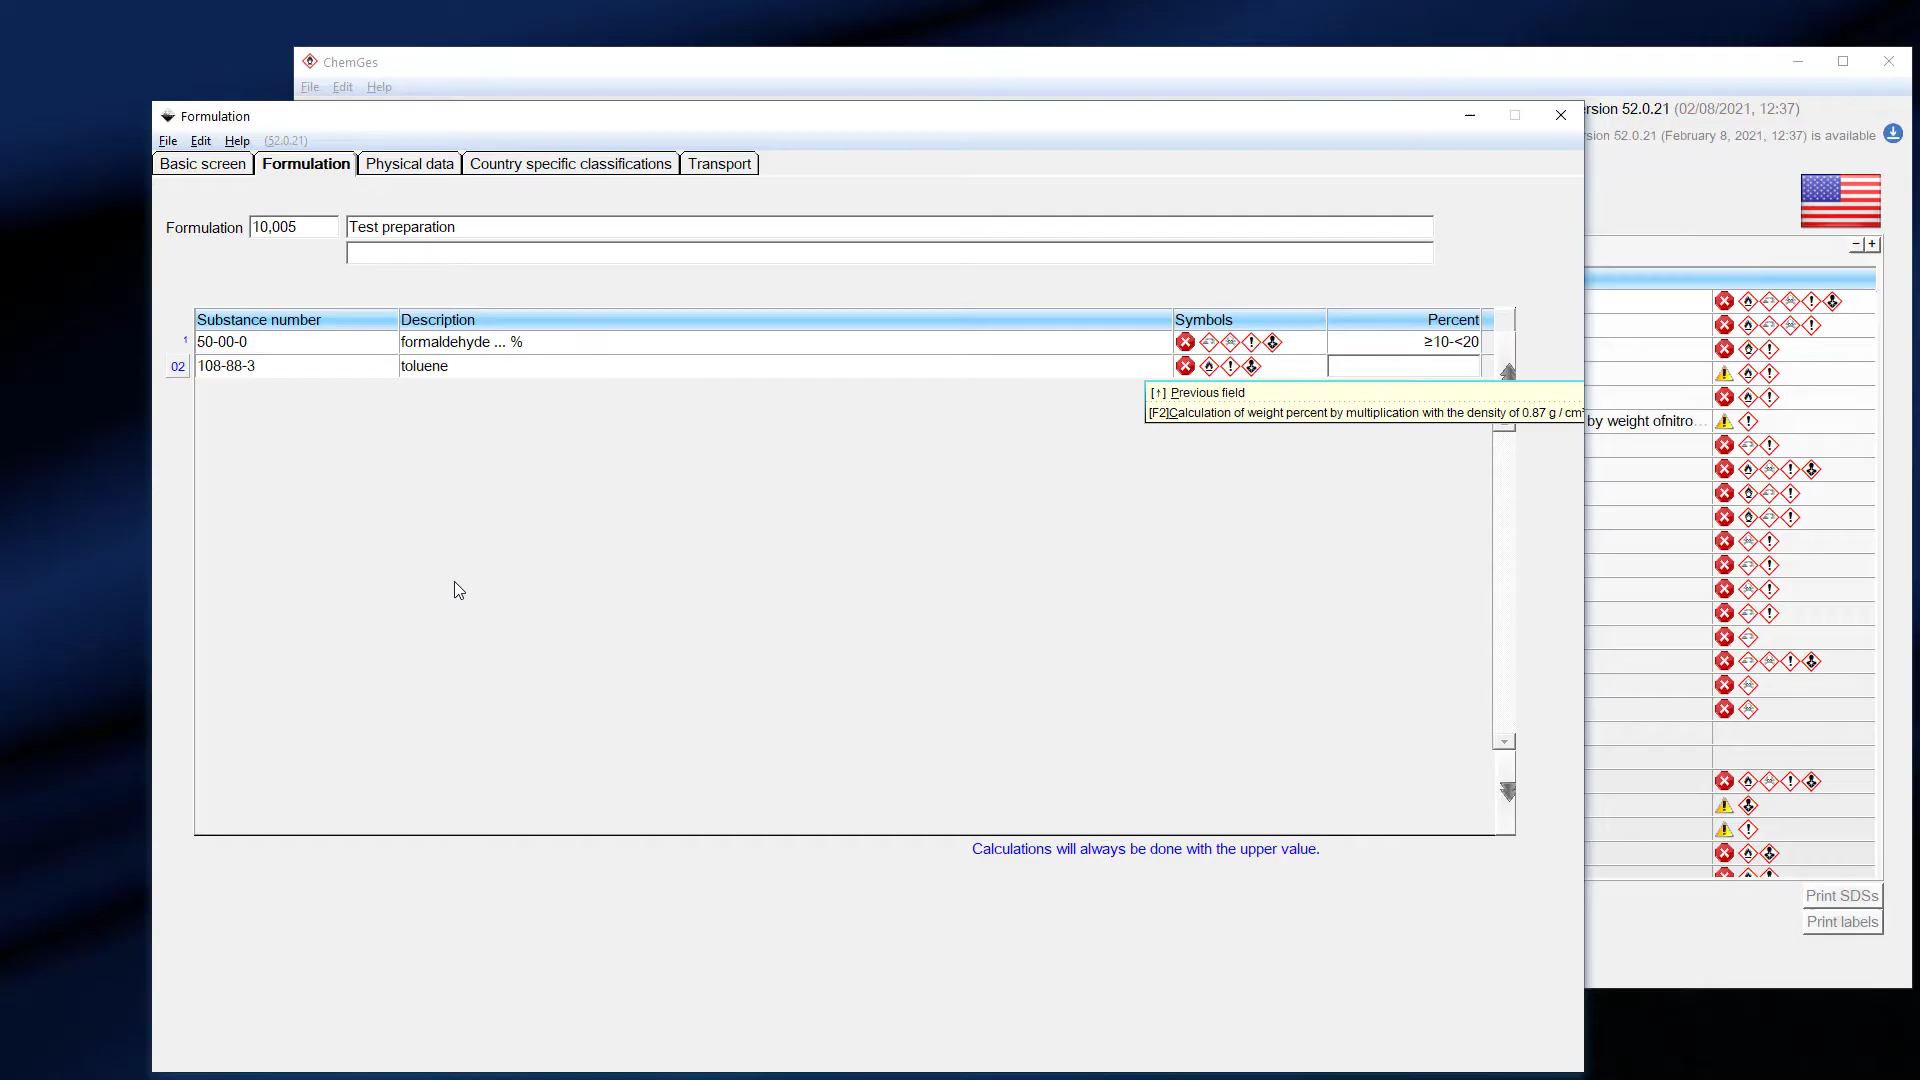 ChemGes
File Edit Help
Formulation
rsion 52.0.21 (02/08/2021, 12:37)
rsion 52.0.21 (February 8, 2021, 12:37) is available
File Edit Help (52.0.21)
Basic screen Formulation Physical data Country specific classifications Transport
Formulation 10,005 Test preparation
Substance number Description Symbols Percent
1 50-00-0 formaldehyde ... % ≥10-<20
02 108-88-3 toluene
[↑] Previous field
[F2]Calculation of weight percent by multiplication with the density of 0.87 g / cm³
by weight ofnitro...
Calculations will always be done with the upper value.
Print SDSs
Print labels